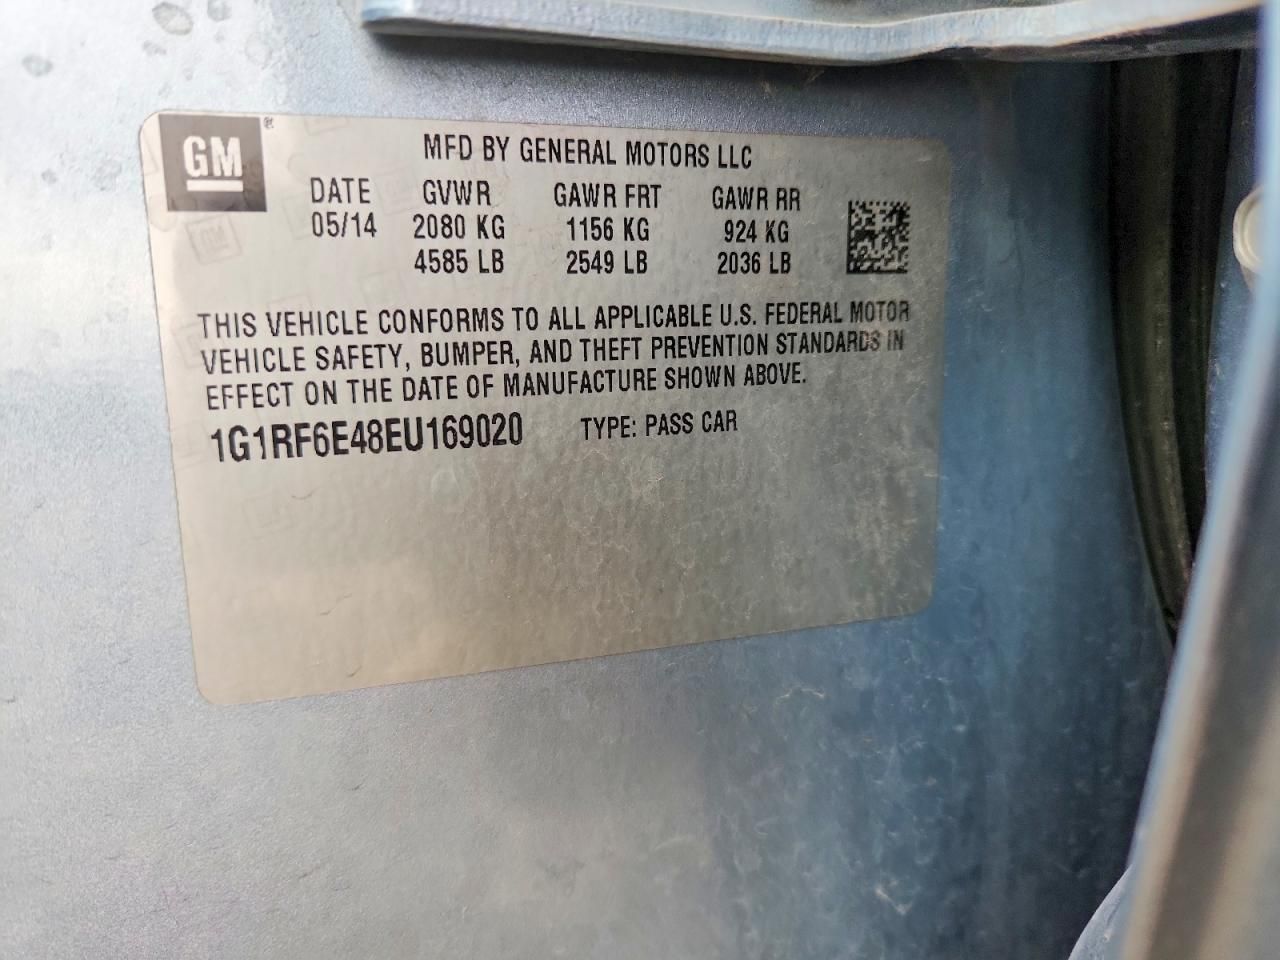 GM®
MFD BY GENERAL MOTORS LLC
DATE GVWR GAWR FRT GAWR RR
05/14 2080 KG 1156 KG 924 KG
4585 LB 2549 LB 2036 LB
THIS VEHICLE CONFORMS TO ALL APPLICABLE U.S. FEDERAL MOTOR
VEHICLE SAFETY, BUMPER, AND THEFT PREVENTION STANDARDS IN
EFFECT ON THE DATE OF MANUFACTURE SHOWN ABOVE.
1G1RF6E48EU169020 TYPE: PASS CAR